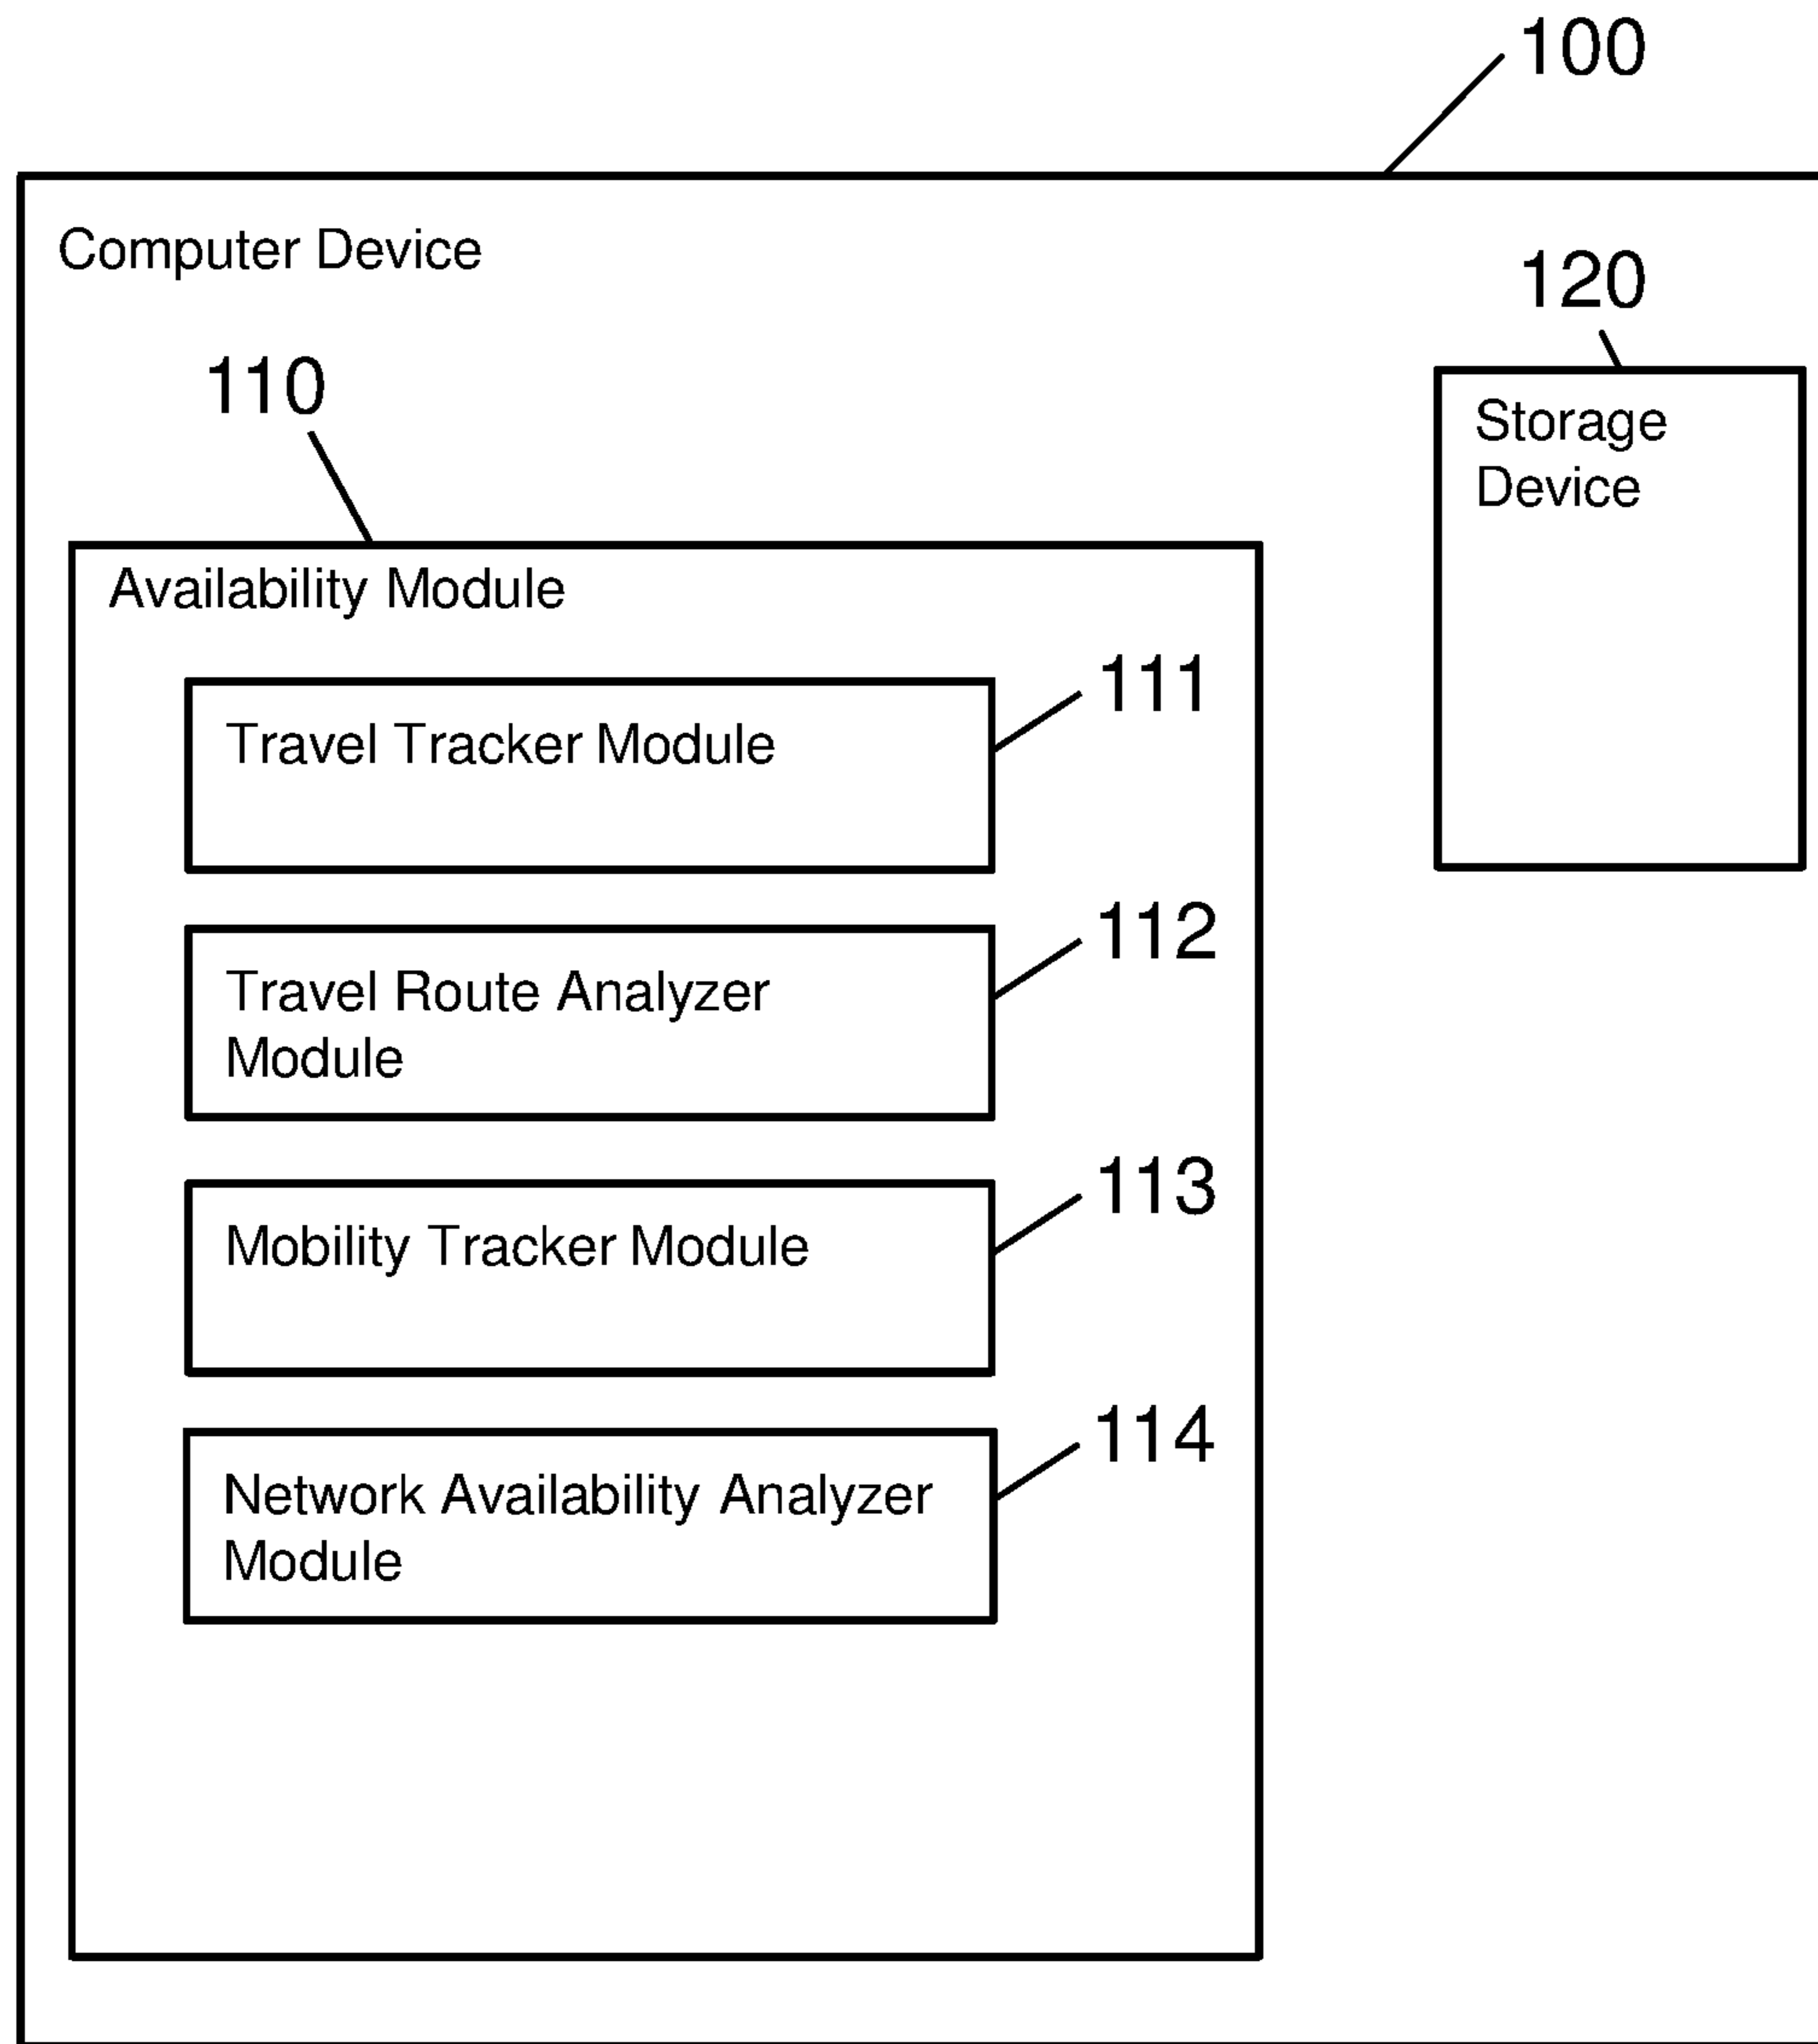 100
Computer Device
120
110
Storage
Device
Availability Module
111
Travel Tracker Module
112
Travel Route Analyzer
Module
113
Mobility Tracker Module
114
Network Availability Analyzer
Module